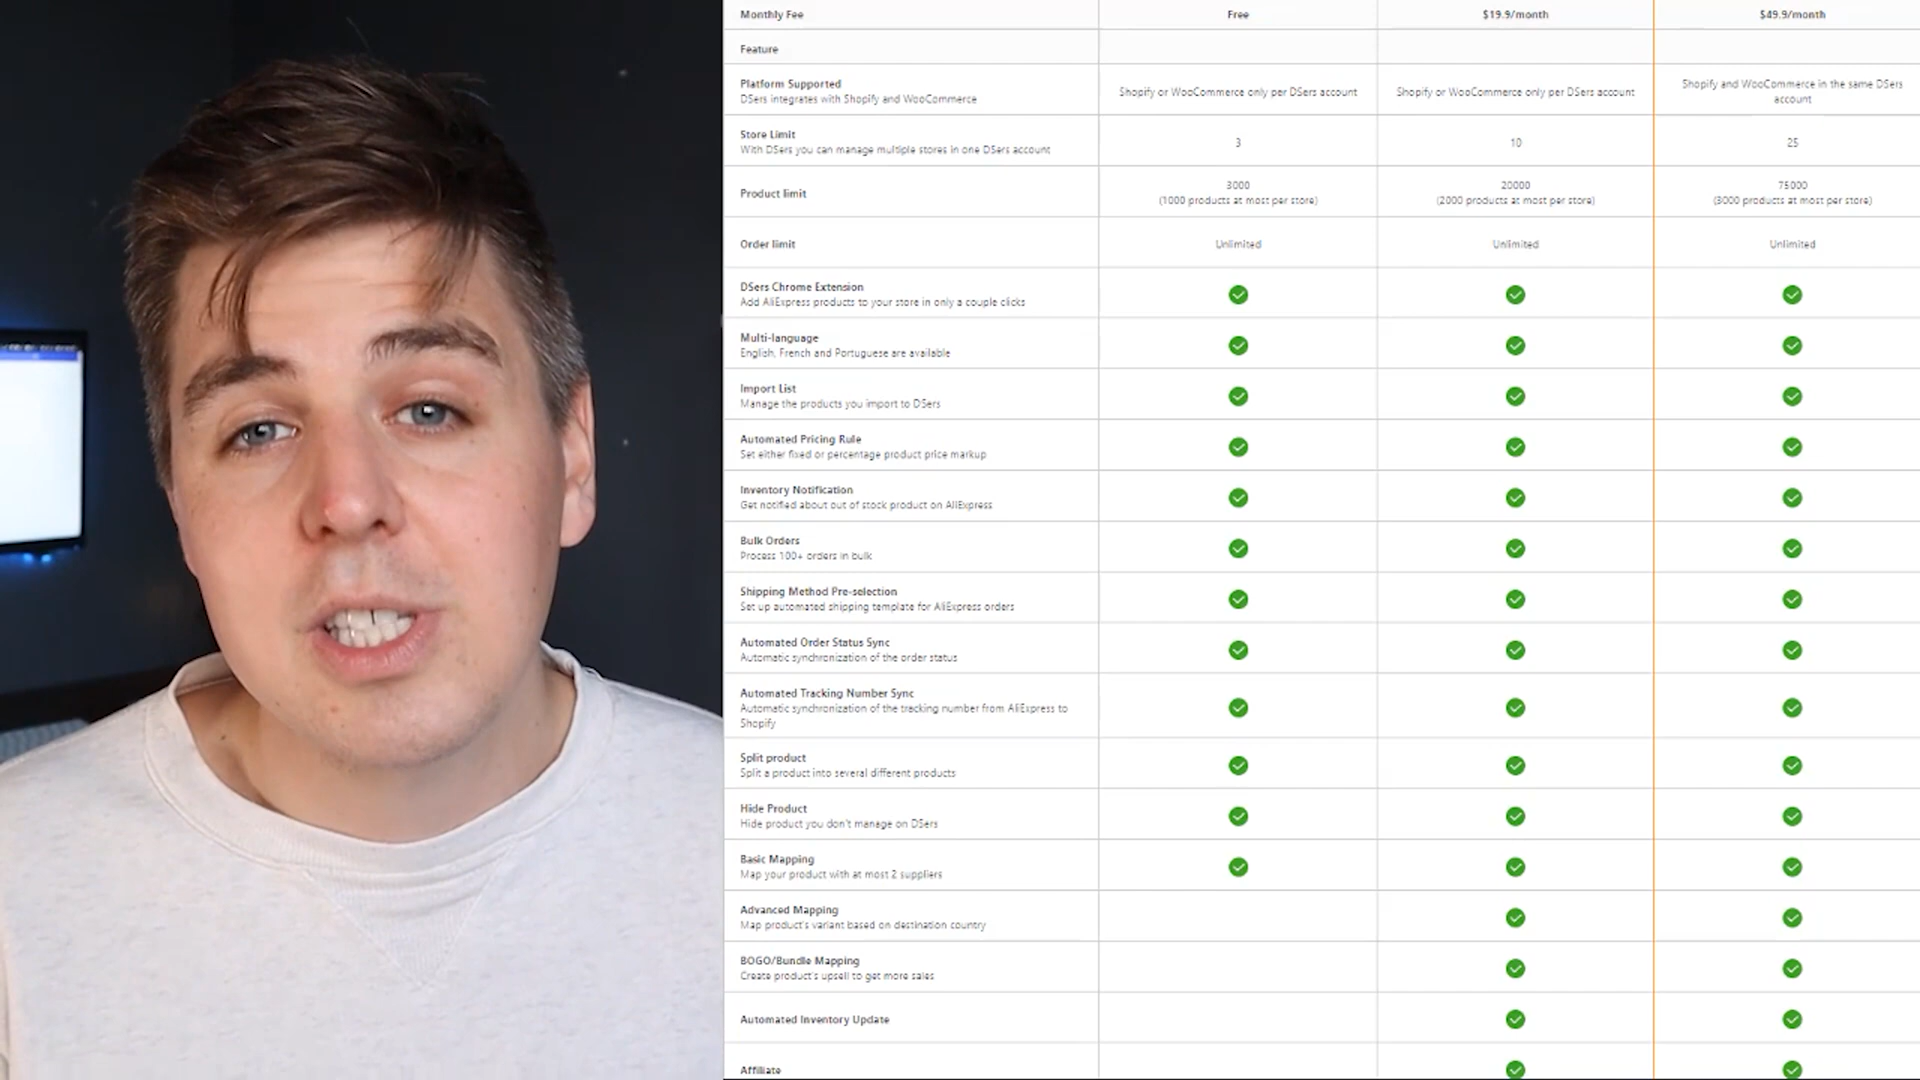 Monthly Fee Free $19.9/month $49.9/month
Feature
Platform Supported
DSers integrates with Shopify and WooCommerce
Shopify or WooCommerce only per DSers account
Shopify or WooCommerce only per DSers account
Shopify and WooCommerce in the same DSers
account
Store Limit
With DSers you can manage multiple stores in one DSers account
3 10 25
Product limit
3000
(1000 products at most per store)
20000
(2000 products at most per store)
75000
(3000 products at most per store)
Order limit Unlimited Unlimited Unlimited
DSers Chrome Extension
Add AliExpress products to your store in only a couple clicks
Multi-language
English, French and Portuguese are available
Import List
Manage the products you import to DSers
Automated Pricing Rule
Set either fixed or percentage product price markup
Inventory Notification
Get notified about out of stock product on AliExpress
Bulk Orders
Process 100+ orders in bulk
Shipping Method Pre-selection
Set up automated shipping template for AliExpress orders
Automated Order Status Sync
Automatic synchronization of the order status
Automated Tracking Number Sync
Automatic synchronization of the tracking number from AliExpress to
Shopify
Split product
Split a product into several different products
Hide Product
Hide product you don't manage on DSers
Basic Mapping
Map your product with at most 2 suppliers
Advanced Mapping
Map product's variant based on destination country
BOGO/Bundle Mapping
Create product's upsell to get more sales
Automated Inventory Update
Affiliate